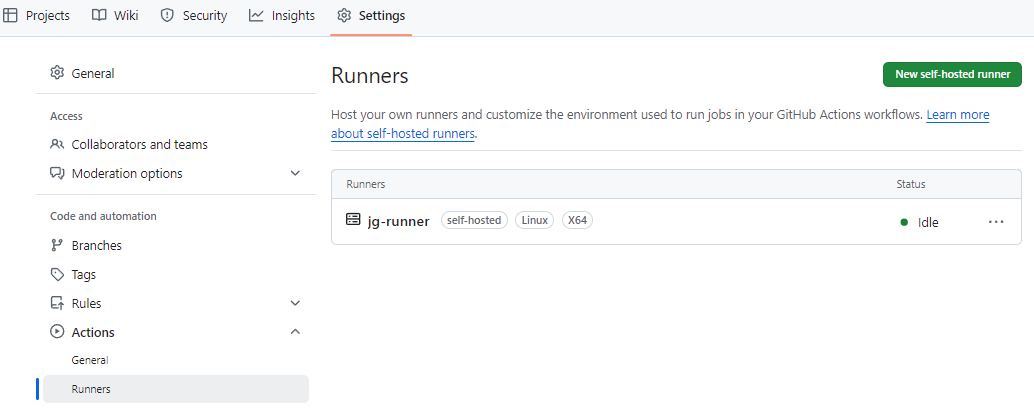 Projects
Wiki
Security
Insights
Settings
General
Access
Collaborators and teams
Moderation options
Code and automation
Branches
Tags
Rules
Actions
General
Runners
Runners
New self-hosted runner
Host your own runners and customize the environment used to run jobs in your GitHub Actions workflows. Learn more
about self-hosted runners.
Runners
Status
jg-runner self-hosted Linux X64
Idle